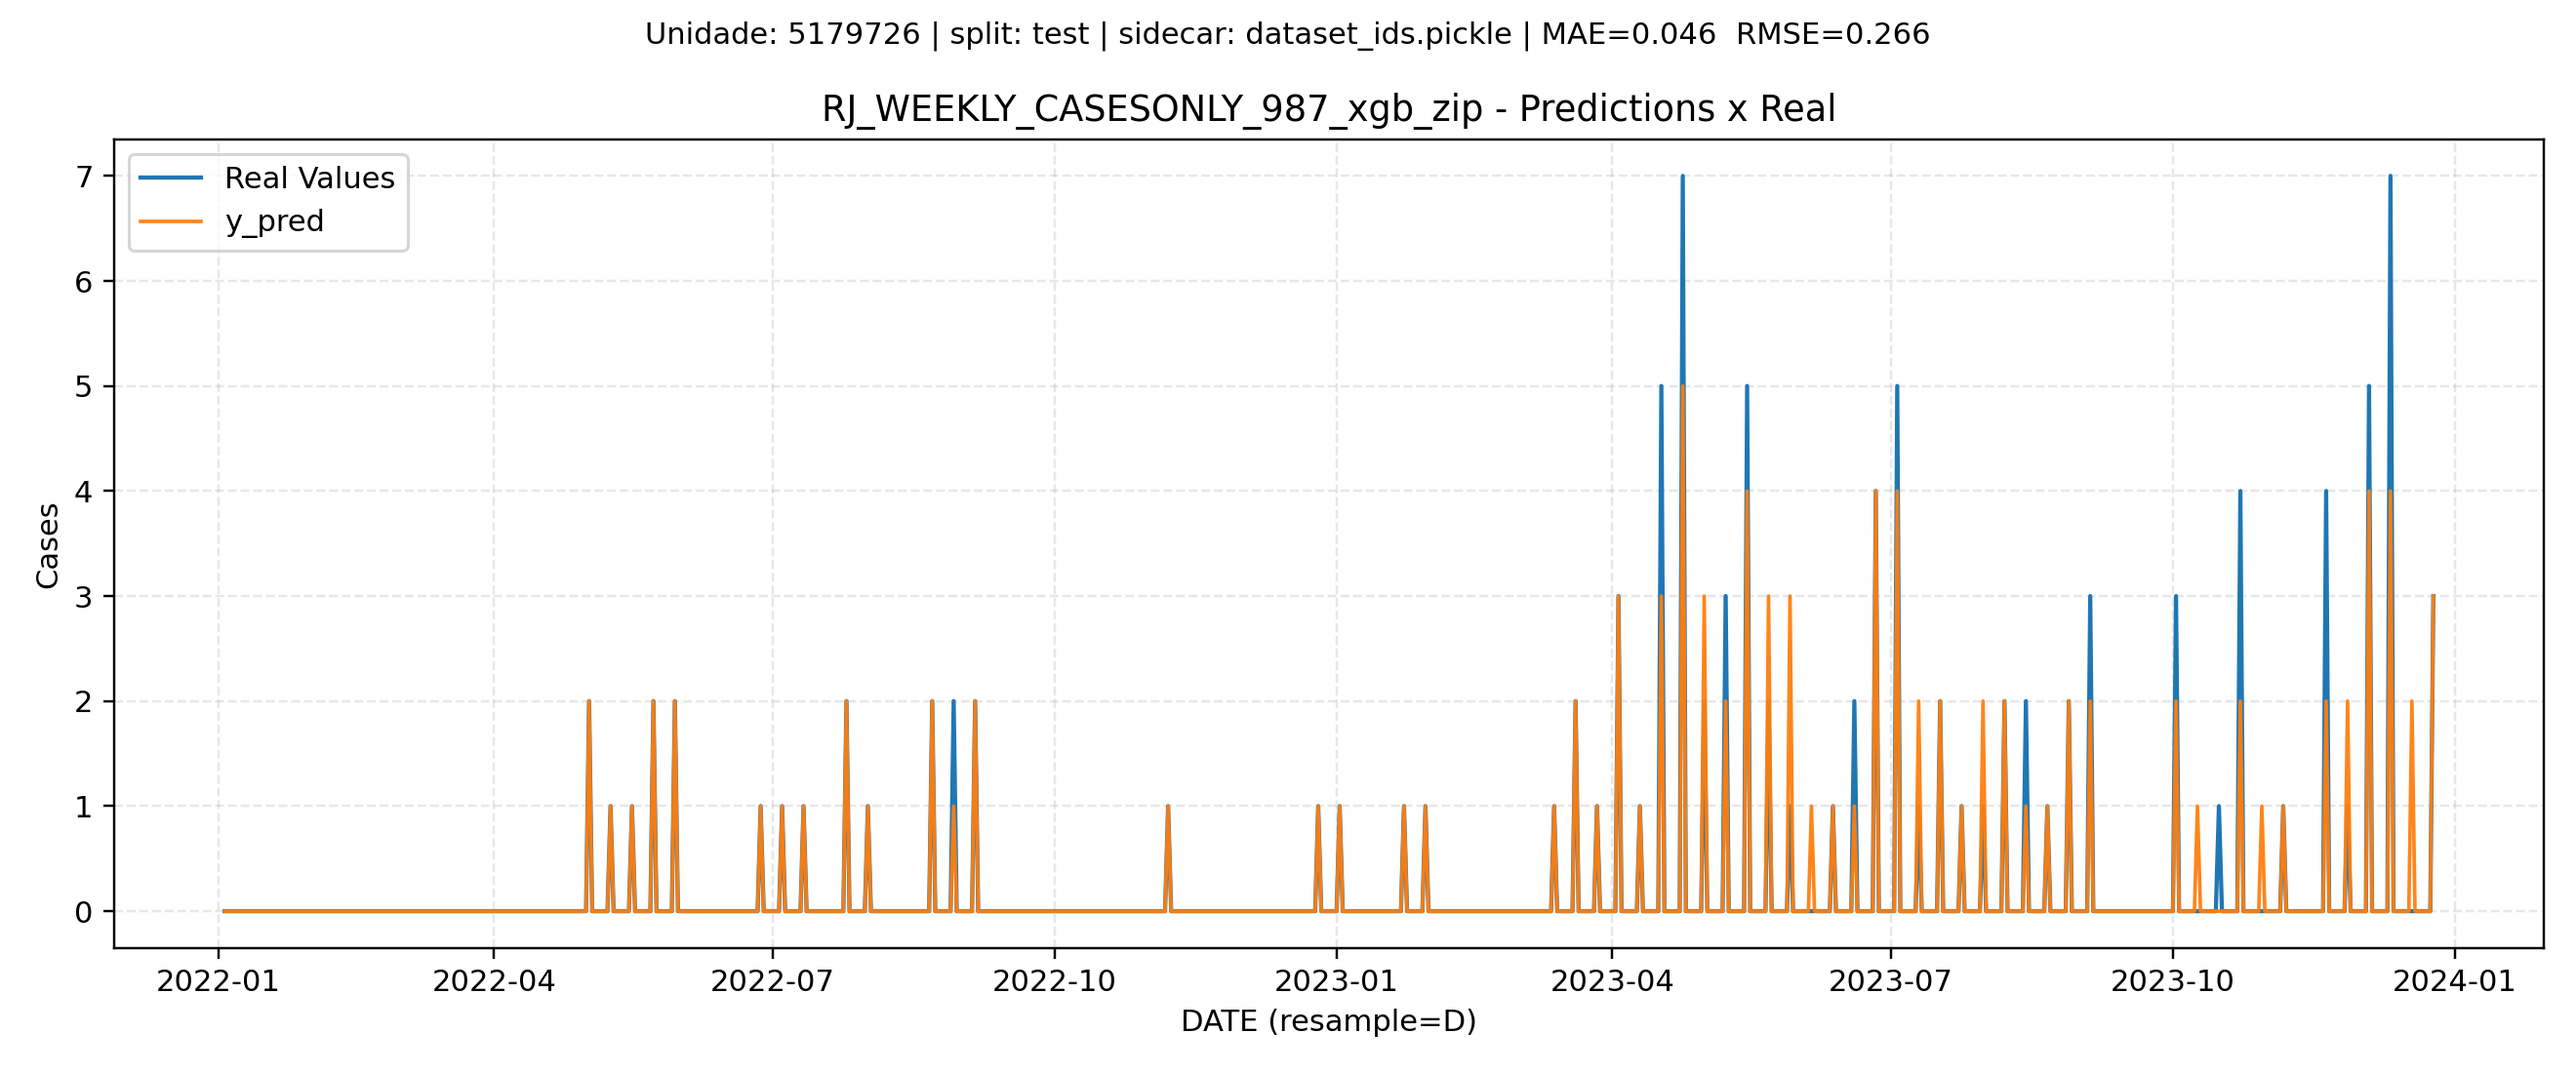 Unidade: 5179726 | split: test | sidecar: dataset_ids.pickle | MAE=0.046  RMSE=0.266
RJ_WEEKLY_CASESONLY_987_xgb_zip - Predictions x Real
Real Values
y_pred
7
6
5
4
3
2
1
0
Cases
2022-01
2022-04
2022-07
2022-10
2023-01
2023-04
2023-07
2023-10
2024-01
DATE (resample=D)